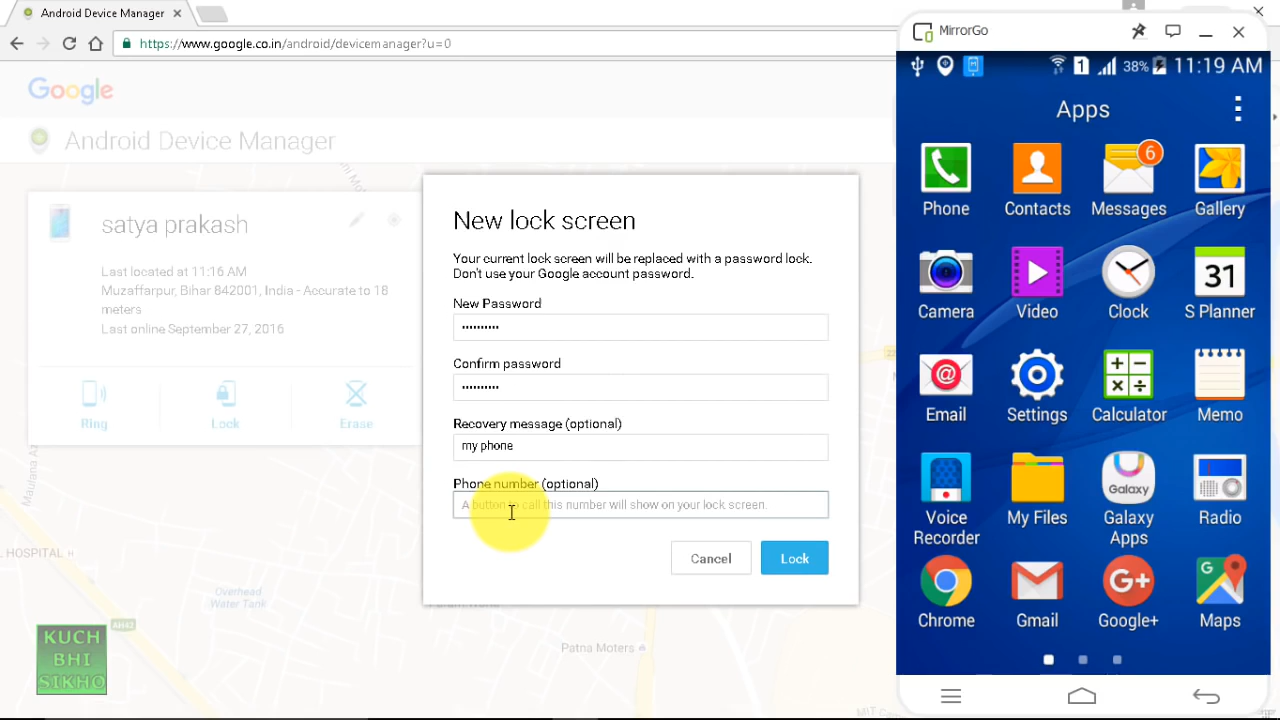 Android Device Manager
https://www.google.co.in/android/devicemanager?u=0
Google
Android Device Manager
satya prakash
Last located at 11:16 AM
Muzaffarpur, Bihar 842001, India - Accurate to 18
meters
Last online September 27, 2016
Ring
Lock
Erase
New lock screen
Your current lock screen will be replaced with a password lock.
Don't use your Google account password.
New Password
Confirm password
Recovery message (optional)
my phone
Phone number (optional)
A button to call this number will show on your lock screen.
Cancel
Lock
HOSPITAL
Overhead
Water Tank
Patna Moters
KUCH
BHI
SIKHO
MirrorGo
1
38%
11:19 AM
Apps
6
Phone
Contacts
Messages
Gallery
31
Camera
Video
Clock
S Planner
Email
Settings
Calculator
Memo
Galaxy
Voice
Recorder
My Files
Galaxy
Apps
Radio
G+
G
Chrome
Gmail
Google+
Maps